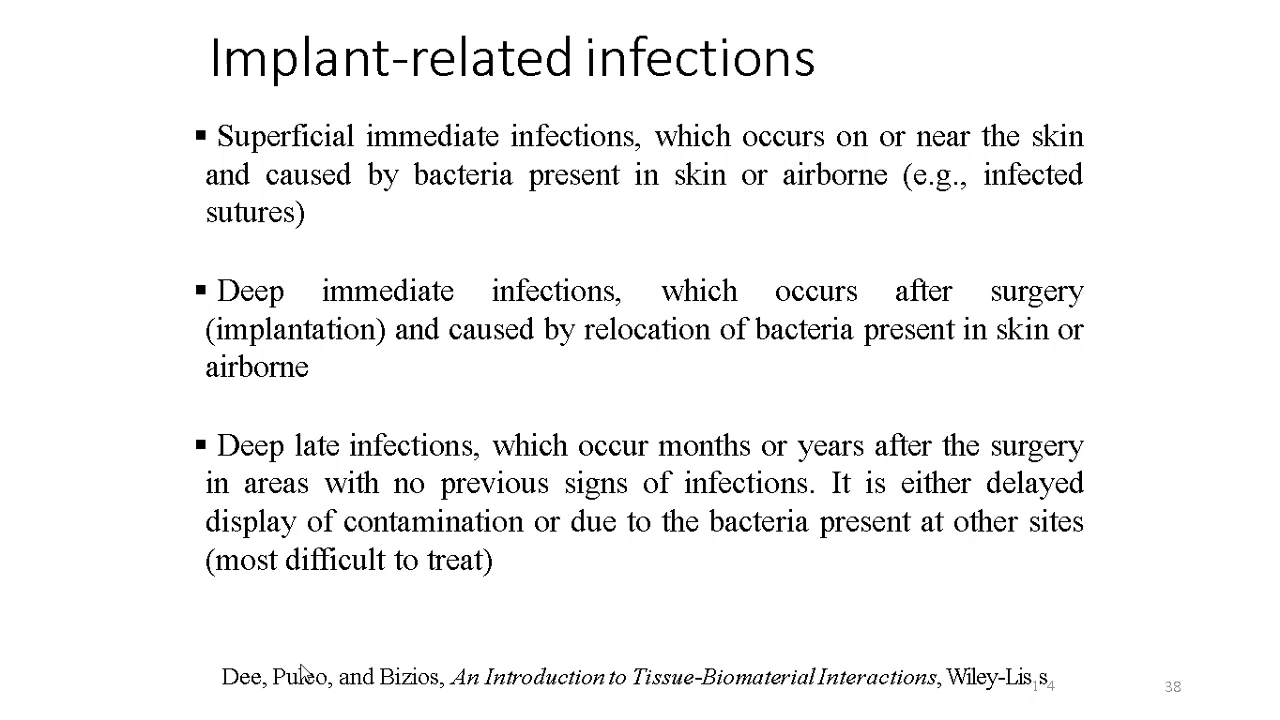 Implant-related infections
▪ Superficial immediate infections, which occurs on or near the skin
and caused by bacteria present in skin or airborne (e.g., infected
sutures)
▪ Deep immediate infections, which occurs after surgery
(implantation) and caused by relocation of bacteria present in skin or
airborne
▪ Deep late infections, which occur months or years after the surgery
in areas with no previous signs of infections. It is either delayed
display of contamination or due to the bacteria present at other sites
(most difficult to treat)
Dee, Puleo, and Bizios, An Introduction to Tissue-Biomaterial Interactions, Wiley-Liss
38